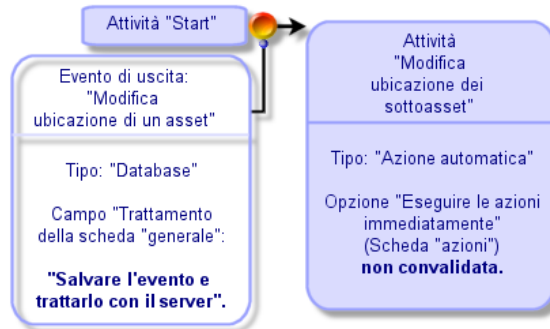 Attività "Start"
Evento di uscita:
"Modifica
ubicazione di un asset"
Tipo: "Database"
Campo "Trattamento
della scheda "generale":
"Salvare l'evento e
trattarlo con il server".
Attività
"Modifica
ubicazione dei
sottoasset"
Tipo: "Azione automatica"
Opzione "Eseguire le azioni
immediatamente"
(Scheda "azioni")
non convalidata.